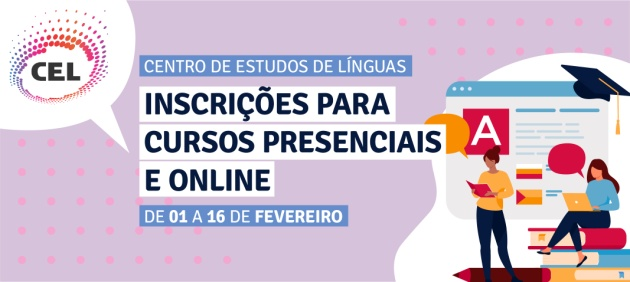 CEL
CENTRO DE ESTUDOS DE LÍNGUAS
INSCRIÇÕES PARA
CURSOS PRESENCIAIS
E ONLINE
DE 01 A 16 DE FEVEREIRO
A